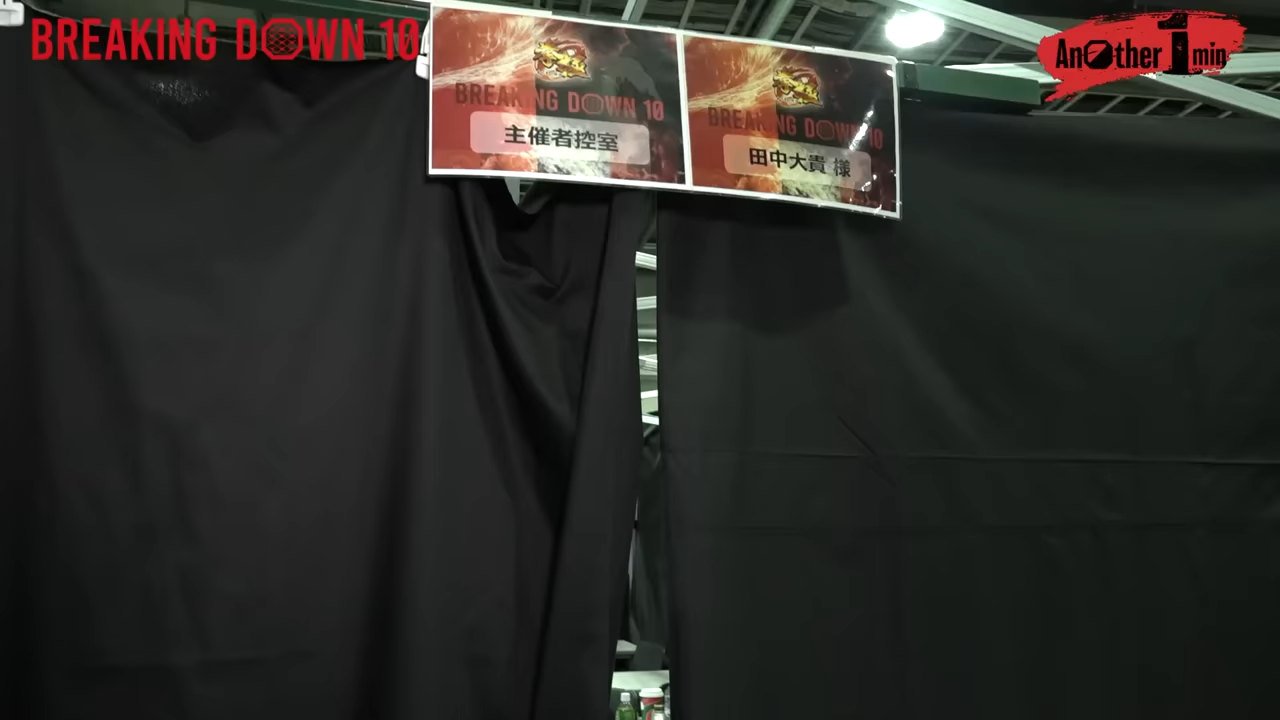 BREAKING DOWN 10
AnOther 1 min
BREAKING DOWN 10
主催者控室
BREAKING DOWN 10
田中大貴 様